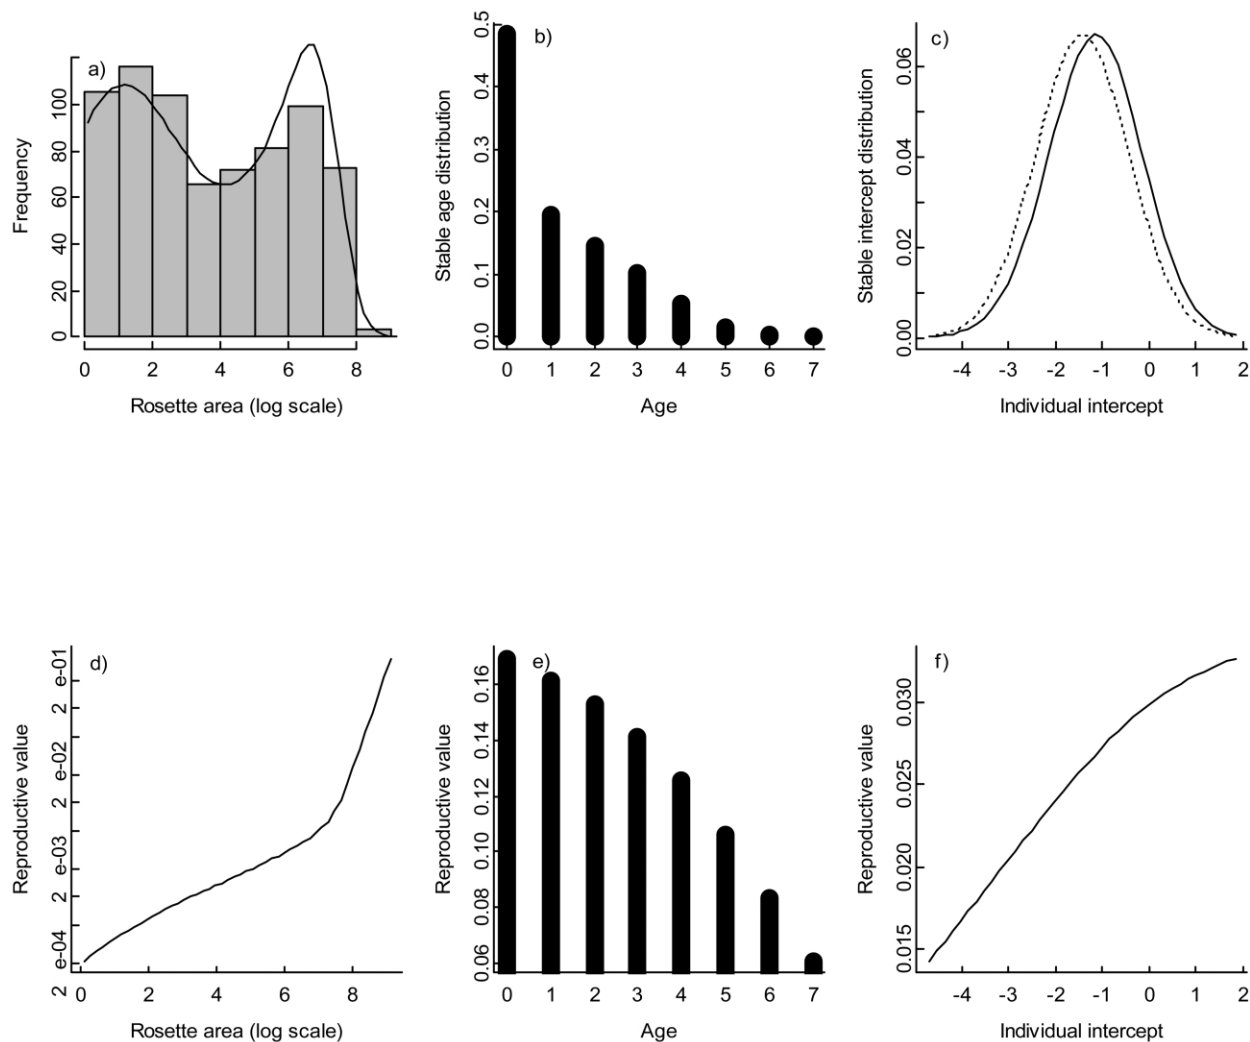 a)
Frequency
0 20 40 60 80 100
0 2 4 6 8
Rosette area (log scale)
b)
Stable age distribution
0.0 0.1 0.2 0.3 0.4 0.5
0 1 2 3 4 5 6 7
Age
c)
Stable intercept distribution
0.00 0.02 0.04 0.06
-4 -3 -2 -1 0 1 2
Individual intercept
d)
Reproductive value
2 e-04 2 e-03 2 e-02 2 e-01
0 2 4 6 8
Rosette area (log scale)
e)
Reproductive value
0.06 0.08 0.10 0.12 0.14 0.16
0 1 2 3 4 5 6 7
Age
f)
Reproductive value
0.015 0.020 0.025 0.030
-4 -3 -2 -1 0 1 2
Individual intercept